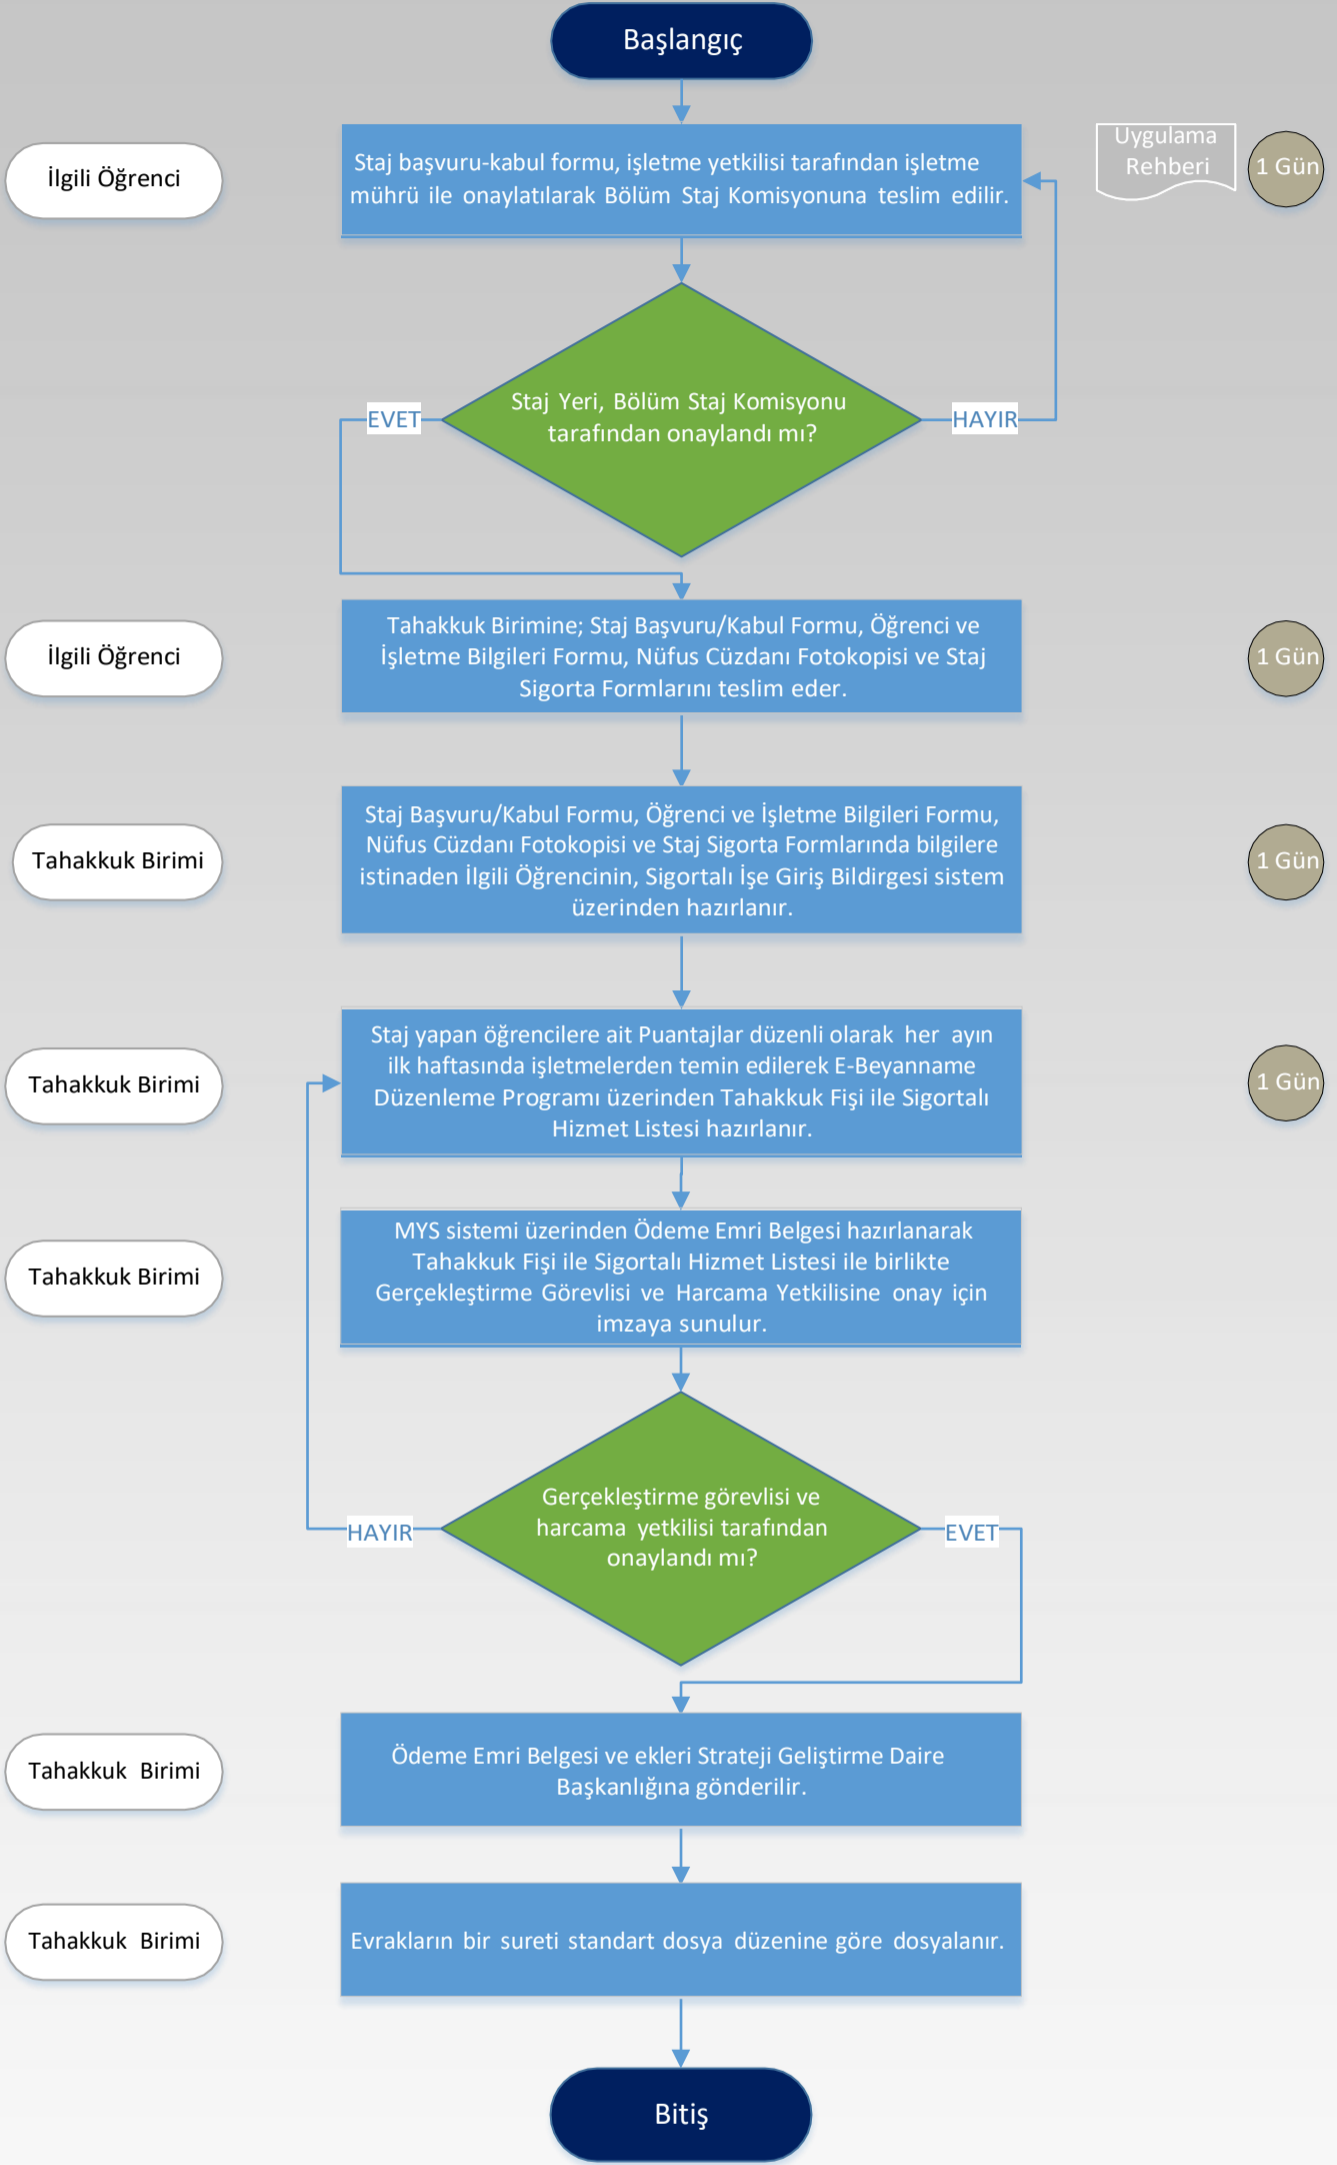 Başlangıç
İlgili Öğrenci
Staj başvuru-kabul formu, işletme yetkilisi tarafından işletme
mührü ile onaylatılarak Bölüm Staj Komisyonuna teslim edilir.
Uygulama
Rehberi
1 Gün
Staj Yeri, Bölüm Staj Komisyonu
tarafından onaylandı mı?
EVET
HAYIR
İlgili Öğrenci
Tahakkuk Birimine; Staj Başvuru/Kabul Formu, Öğrenci ve
İşletme Bilgileri Formu, Nüfus Cüzdanı Fotokopisi ve Staj
Sigorta Formlarını teslim eder.
1 Gün
Tahakkuk Birimi
Staj Başvuru/Kabul Formu, Öğrenci ve İşletme Bilgileri Formu,
Nüfus Cüzdanı Fotokopisi ve Staj Sigorta Formlarında bilgilere
istinaden İlgili Öğrencinin, Sigortalı İşe Giriş Bildirgesi sistem
üzerinden hazırlanır.
1 Gün
Tahakkuk Birimi
Staj yapan öğrencilere ait Puantajlar düzenli olarak her ayın
ilk haftasında işletmelerden temin edilerek E-Beyanname
Düzenleme Programı üzerinden Tahakkuk Fişi ile Sigortalı
Hizmet Listesi hazırlanır.
1 Gün
Tahakkuk Birimi
MYS sistemi üzerinden Ödeme Emri Belgesi hazırlanarak
Tahakkuk Fişi ile Sigortalı Hizmet Listesi ile birlikte
Gerçekleştirme Görevlisi ve Harcama Yetkilisine onay için
imzaya sunulur.
Gerçekleştirme görevlisi ve
harcama yetkilisi tarafından
onaylandı mı?
HAYIR
EVET
Tahakkuk Birimi
Ödeme Emri Belgesi ve ekleri Strateji Geliştirme Daire
Başkanlığına gönderilir.
Tahakkuk Birimi
Evrakların bir sureti standart dosya düzenine göre dosyalanır.
Bitiş